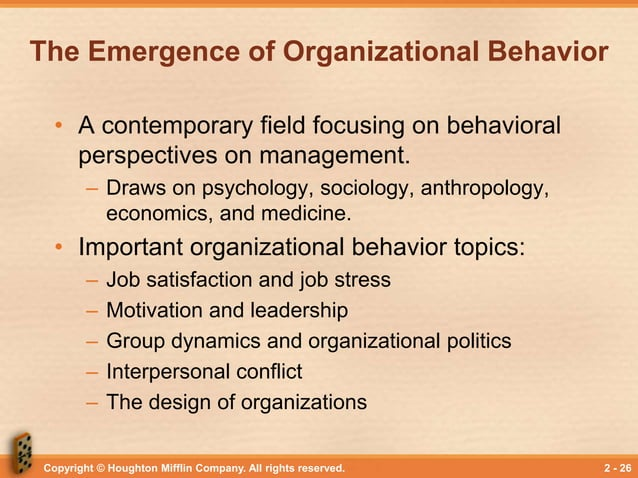 The Emergence of Organizational Behavior
• A contemporary field focusing on behavioral
perspectives on management.
– Draws on psychology, sociology, anthropology,
economics, and medicine.
• Important organizational behavior topics:
– Job satisfaction and job stress
– Motivation and leadership
– Group dynamics and organizational politics
– Interpersonal conflict
– The design of organizations
Copyright © Houghton Mifflin Company. All rights reserved. 2 - 26